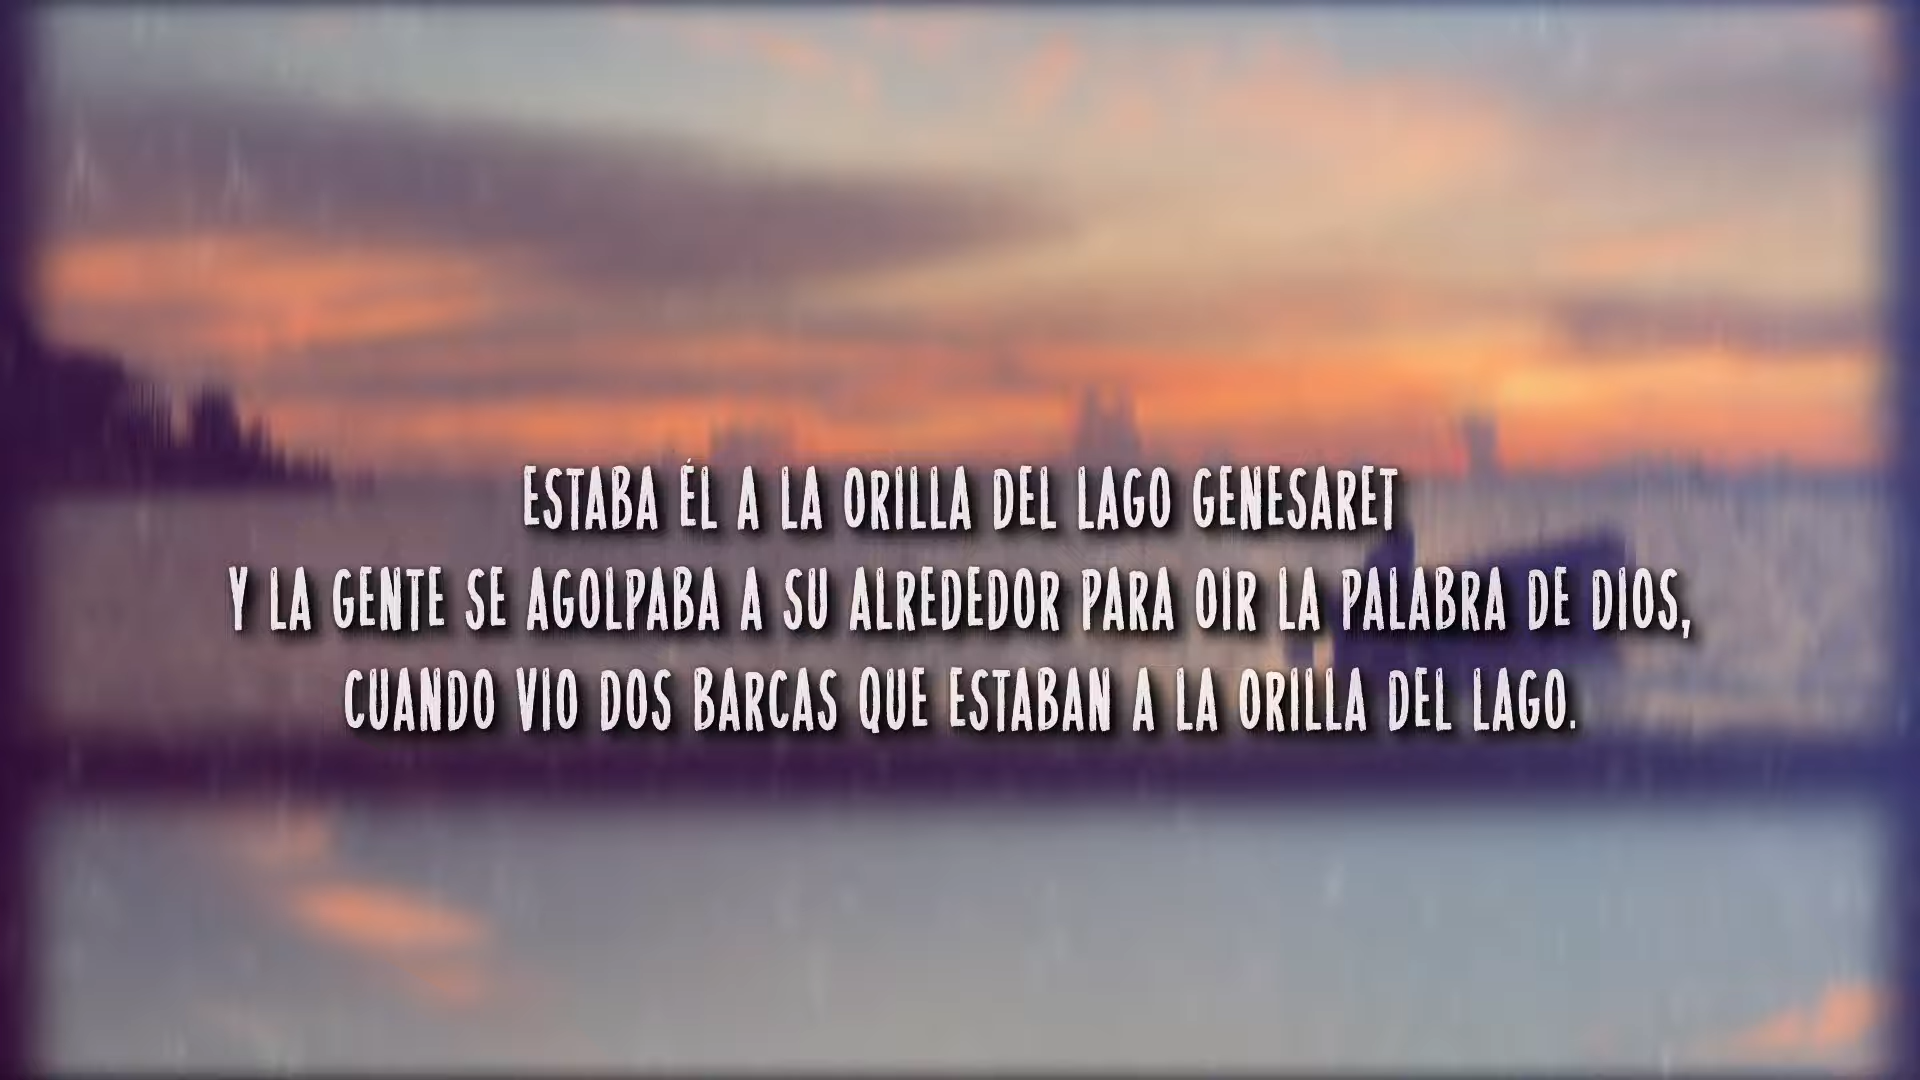 ESTABA ÉL A LA ORILLA DEL LAGO GENESARET
Y LA GENTE SE AGOLPABA A SU ALREDEDOR PARA OIR LA PALABRA DE DIOS,
CUANDO VIO DOS BARCAS QUE ESTABAN A LA ORILLA DEL LAGO.